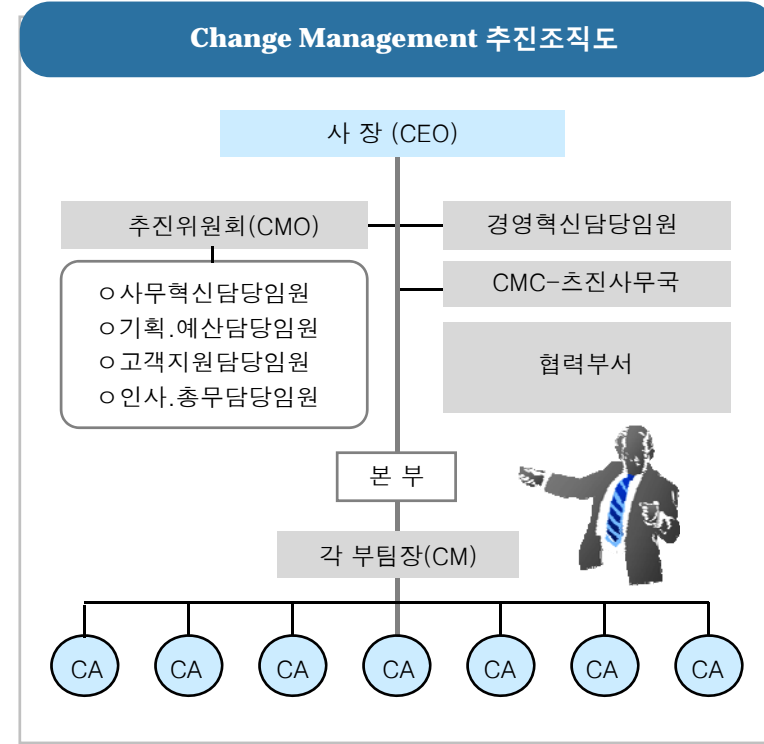 Change Management 추진조직도
사 장 (CEO)
추진위원회(CMO)
경영혁신담당임원
ㅇ사무혁신담당임원
ㅇ기획.예산담당임원
ㅇ고객지원담당임원
ㅇ인사.총무담당임원
CMC-츠진사무국
협력부서
본 부
각 부팀장(CM)
CA CA CA CA CA CA CA